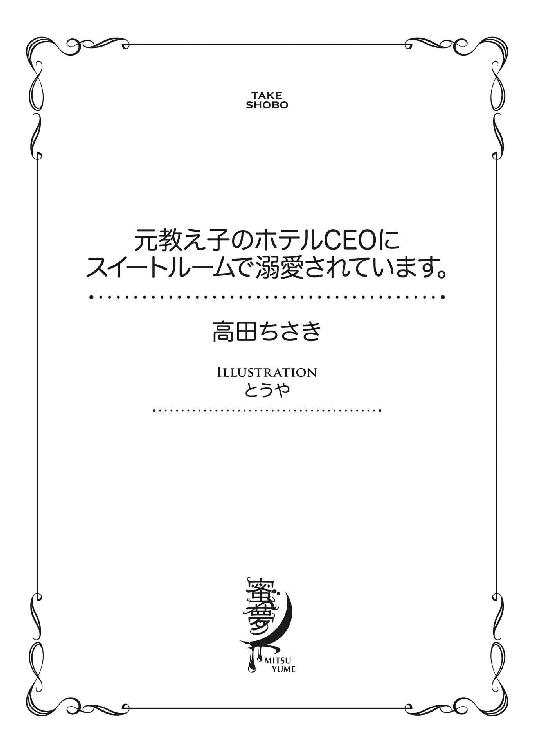 TAKE
SHOBO
元教え子のホテルCEOに
スイートルームで溺愛されています。
高田ちさき
ILLUSTRATION
とうや
蜜夢
MITSU
YUME